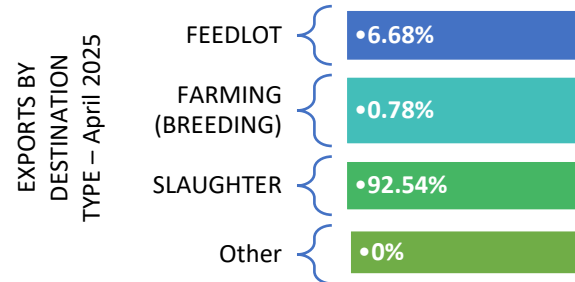 EXPORTS BY
DESTINATION
TYPE – April 2025
FEEDLOT
•6.68%
FARMING
(BREEDING)
•0.78%
SLAUGHTER
•92.54%
Other
•0%